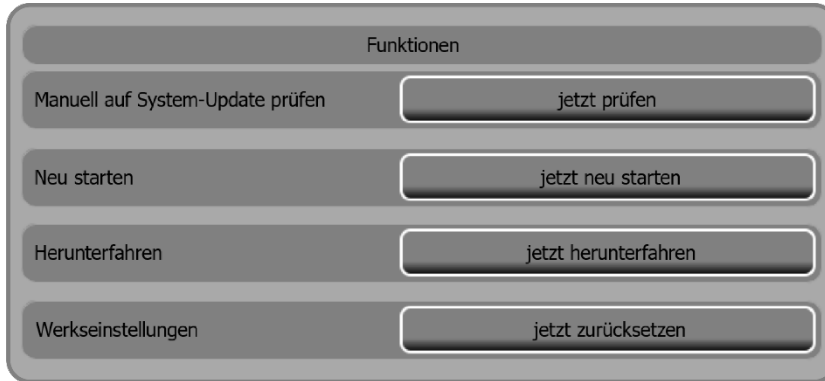 Funktionen
Manuell auf System-Update prüfen jetzt prüfen
Neu starten jetzt neu starten
Herunterfahren jetzt herunterfahren
Werkseinstellungen jetzt zurücksetzen